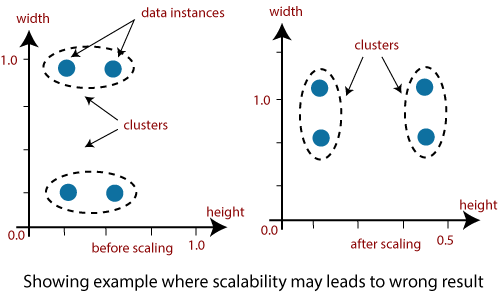 width
data instances
1.0
clusters
0.0
before scaling
1.0
height
width
clusters
1.0
0.0
after scaling
0.5
height
Showing example where scalability may leads to wrong result